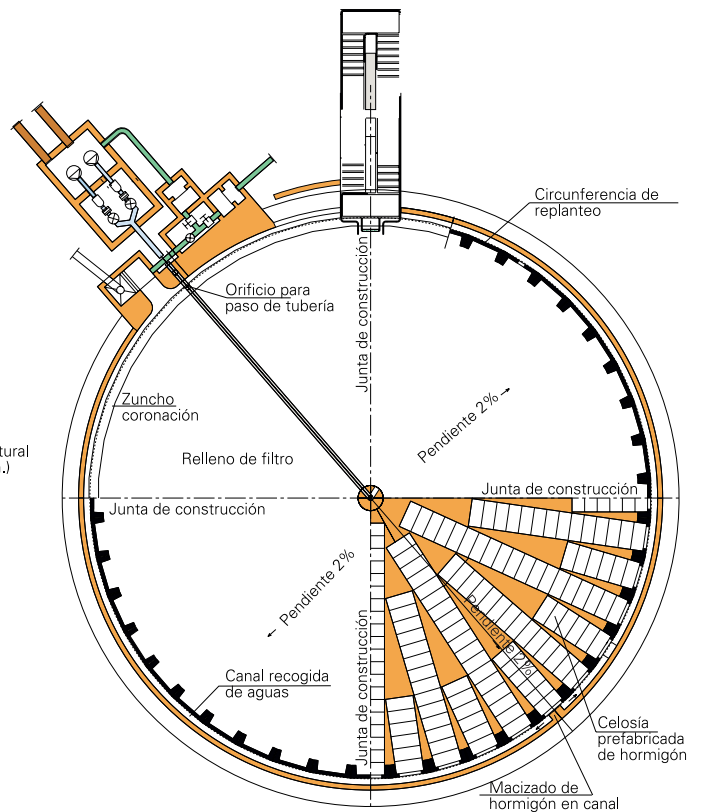 Circunferencia de
replanteo
Junta de construcción
Orificio para
paso de tubería
Zuncho
coronación
Pendiente 2%
tural
.)
Relleno de filtro
Junta de construcción
Junta de construcción
Pendiente 2%
Pendiente 2%
Junta de construcción
Canal recogida
de aguas
Celosía
prefabricada
de hormigón
Macizado de
hormigón en canal